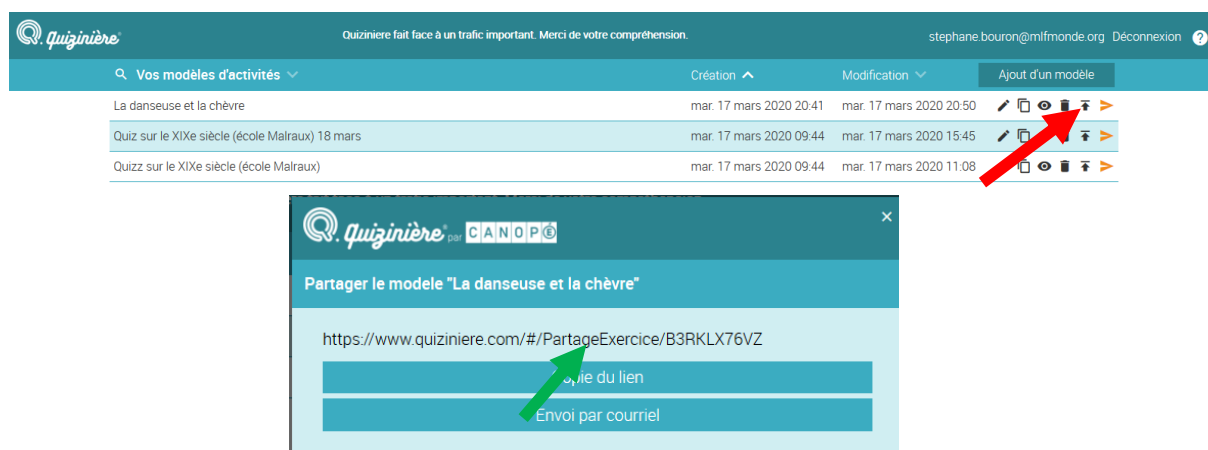 Q. Quizinière® Quiziniere fait face à un trafic important. Merci de votre compréhension. stephane.bouron@mlfmonde.org Déconnexion ?
Vos modèles d'activités Création Modification Ajout d'un modèle
La danseuse et la chèvre mar. 17 mars 2020 20:41 mar. 17 mars 2020 20:50
Quiz sur le XIXe siècle (école Malraux) 18 mars mar. 17 mars 2020 09:44 mar. 17 mars 2020 15:45
Quizz sur le XIXe siècle (école Malraux) mar. 17 mars 2020 09:44 mar. 17 mars 2020 11:08
Q. Quizinière® par CANOPÉ ×
Partager le modele "La danseuse et la chèvre"
https://www.quiziniere.com/#/PartageExercice/B3RKLX76VZ
Copie du lien
Envoi par courriel